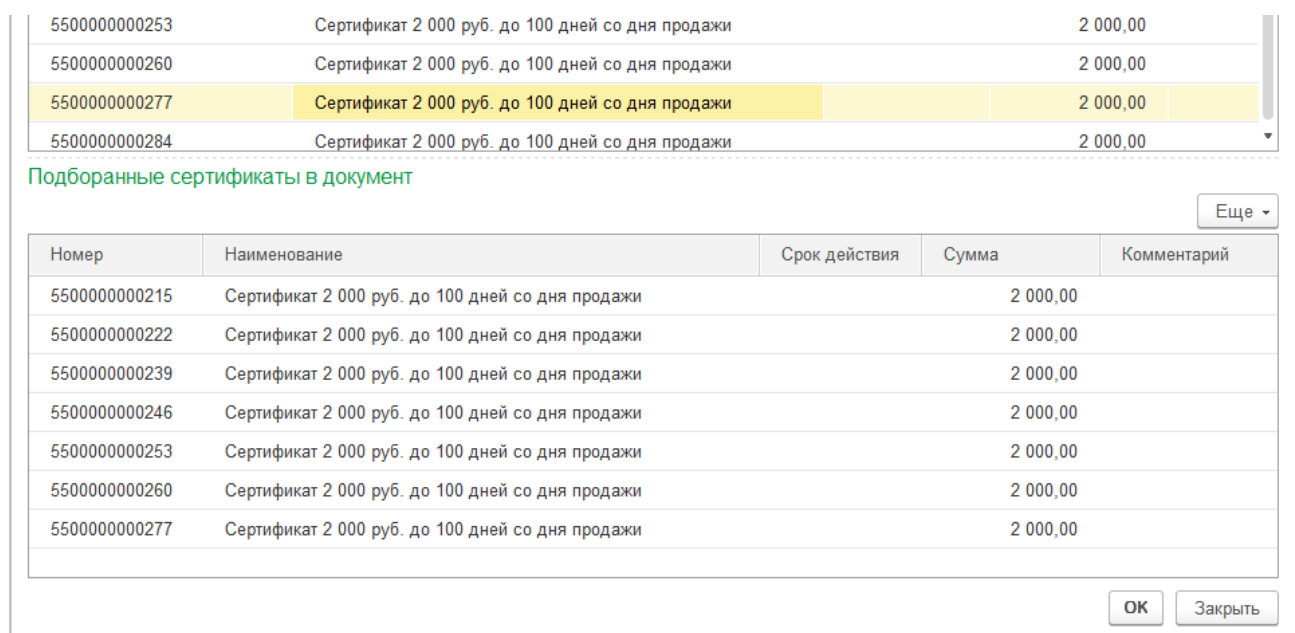 5500000000253 Сертификат 2 000 руб. до 100 дней со дня продажи 2 000,00
5500000000260 Сертификат 2 000 руб. до 100 дней со дня продажи 2 000,00
5500000000277 Сертификат 2 000 руб. до 100 дней со дня продажи 2 000,00
5500000000284 Сертификат 2 000 руб. до 100 дней со дня продажи 2 000,00
Подборанные сертификаты в документ
Еще
Номер Наименование Срок действия Сумма Комментарий
5500000000215 Сертификат 2 000 руб. до 100 дней со дня продажи 2 000,00
5500000000222 Сертификат 2 000 руб. до 100 дней со дня продажи 2 000,00
5500000000239 Сертификат 2 000 руб. до 100 дней со дня продажи 2 000,00
5500000000246 Сертификат 2 000 руб. до 100 дней со дня продажи 2 000,00
5500000000253 Сертификат 2 000 руб. до 100 дней со дня продажи 2 000,00
5500000000260 Сертификат 2 000 руб. до 100 дней со дня продажи 2 000,00
5500000000277 Сертификат 2 000 руб. до 100 дней со дня продажи 2 000,00
OK Закрыть